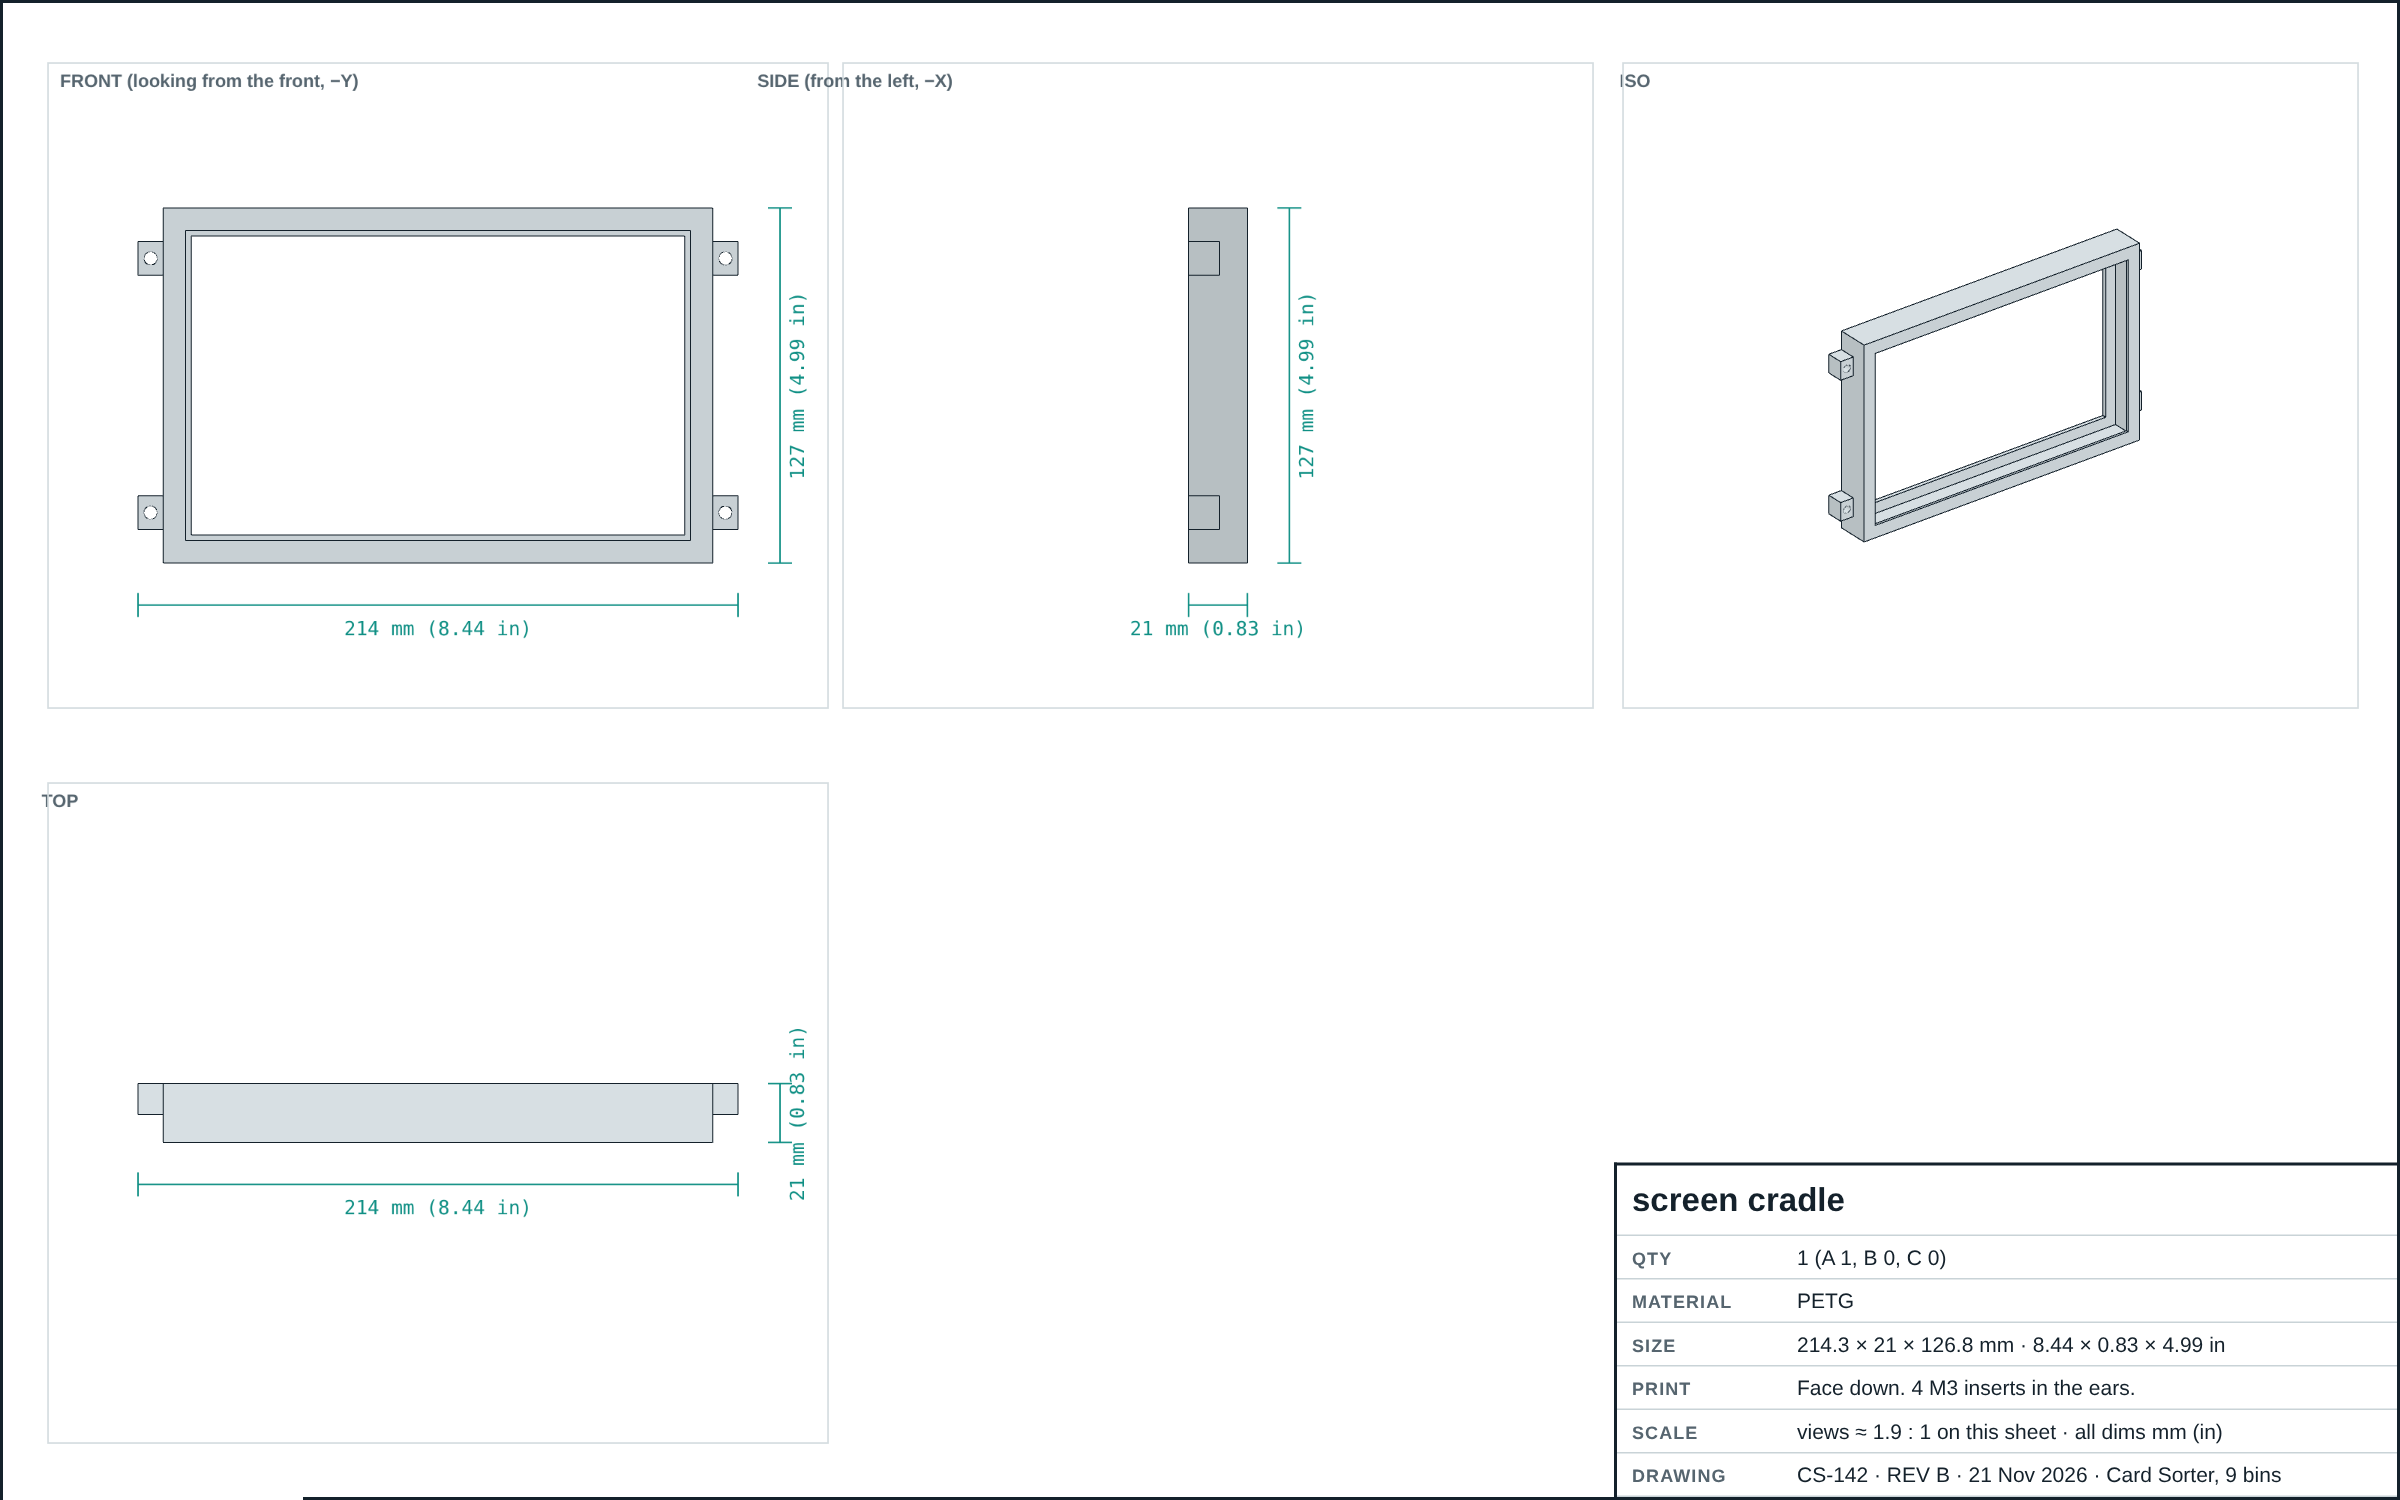 FRONT (looking from the front, −Y)
SIDE (from the left, −X)
ISO
127 mm (4.99 in)
127 mm (4.99 in)
214 mm (8.44 in)
21 mm (0.83 in)
TOP
21 mm (0.83 in)
214 mm (8.44 in)
screen cradle
QTY 1 (A 1, B 0, C 0)
MATERIAL PETG
SIZE 214.3 × 21 × 126.8 mm · 8.44 × 0.83 × 4.99 in
PRINT Face down. 4 M3 inserts in the ears.
SCALE views ≈ 1.9 : 1 on this sheet · all dims mm (in)
DRAWING CS-142 · REV B · 21 Nov 2026 · Card Sorter, 9 bins